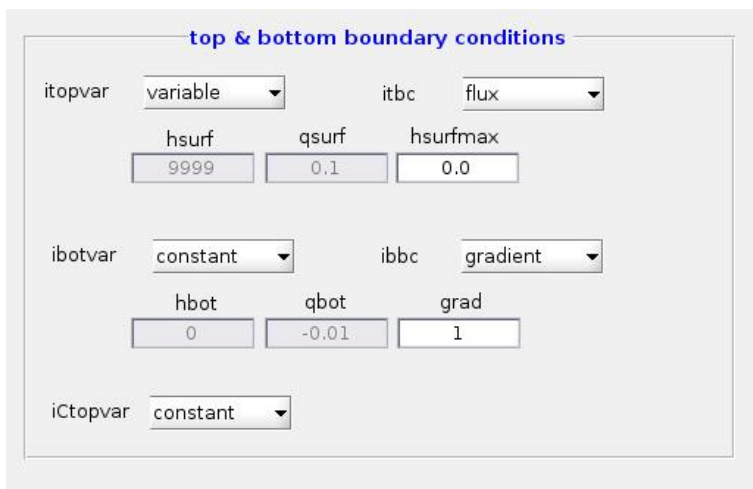 top & bottom boundary conditions
itopvar variable itbc flux
hsurf qsurf hsurfmax
9999 0.1 0.0
ibotvar constant ibbc gradient
hbot qbot grad
0 -0.01 1
iCtopvar constant